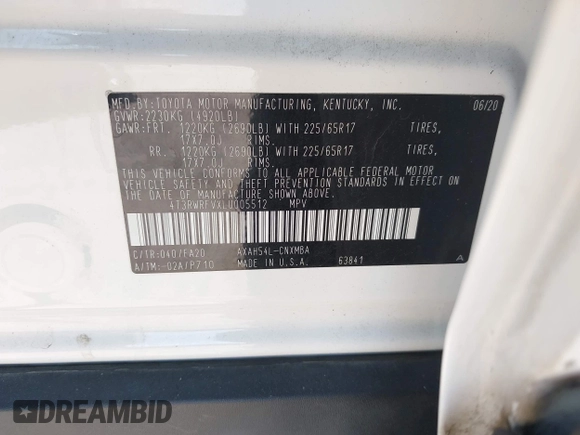 MFD.BY:TOYOTA MOTOR MANUFACTURING, KENTUCKY, INC. 06/20
GVWR:2230KG (4920LB)
GAWR:FRT. 1220KG (2690LB) WITH 225/65R17 TIRES,
17X7.0J RIMS.
RR. 1220KG (2690LB) WITH 225/65R17 TIRES,
17X7.0J RIMS.
THIS VEHICLE CONFORMS TO ALL APPLICABLE FEDERAL MOTOR
VEHICLE SAFETY AND THEFT PREVENTION STANDARDS IN EFFECT ON
THE DATE OF MANUFACTURE SHOWN ABOVE.
4T3RWRFVXLU005512 MPV
C/TR:040/FA20 AXAH54L-CNXMBA A
A/TM:-02A/P710 MADE IN U.S.A. 63841
DREAMBID